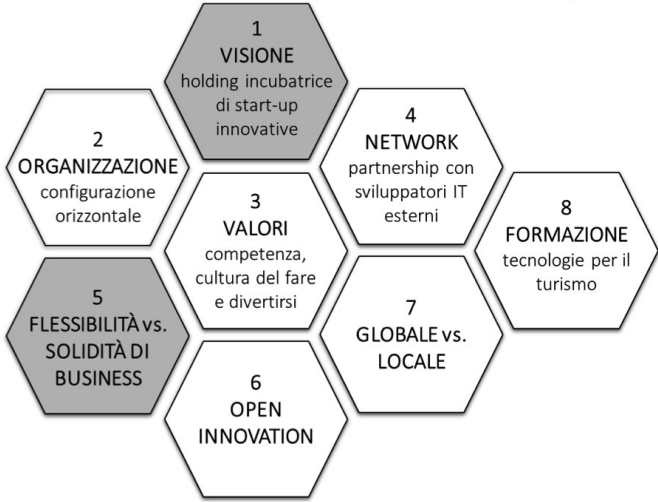 1
VISIONE
holding incubatrice
di start-up
innovative
2
ORGANIZZAZIONE
configurazione
orizzontale
3
VALORI
competenza,
cultura del fare
e divertirsi
4
NETWORK
partnership con
sviluppatori IT
esterni
5
FLESSIBILITÀ vs.
SOLIDITÀ DI
BUSINESS
6
OPEN
INNOVATION
7
GLOBALE vs.
LOCALE
8
FORMAZIONE
tecnologie per il
turismo